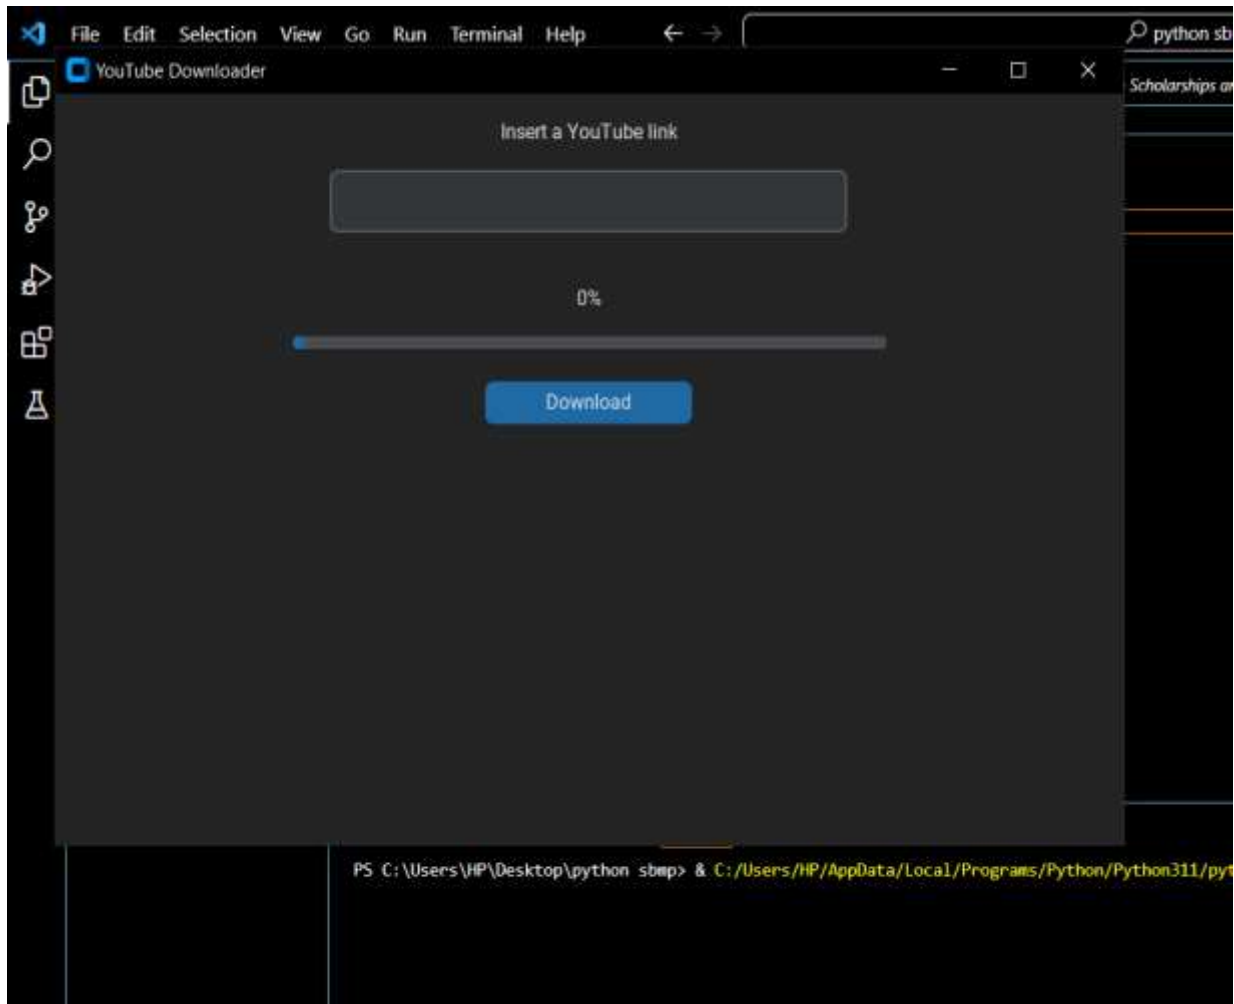 File Edit Selection View Go Run Terminal Help
python sb
YouTube Downloader
Scholarships
Insert a YouTube link
0%
Download
PS C:\Users\HP\Desktop\python sbmp> & C:/Users/HP/AppData/Local/Programs/Python/Python311/pyt